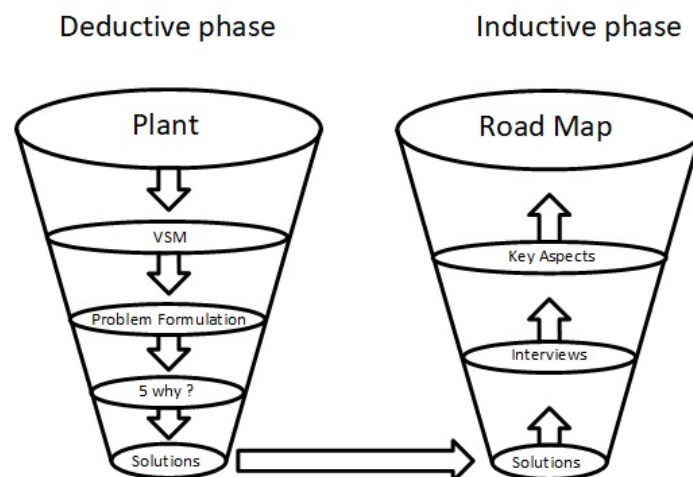 Deductive phase
Inductive phase
Plant
VSM
Problem Formulation
5 why ?
Solutions
Road Map
Key Aspects
Interviews
Solutions